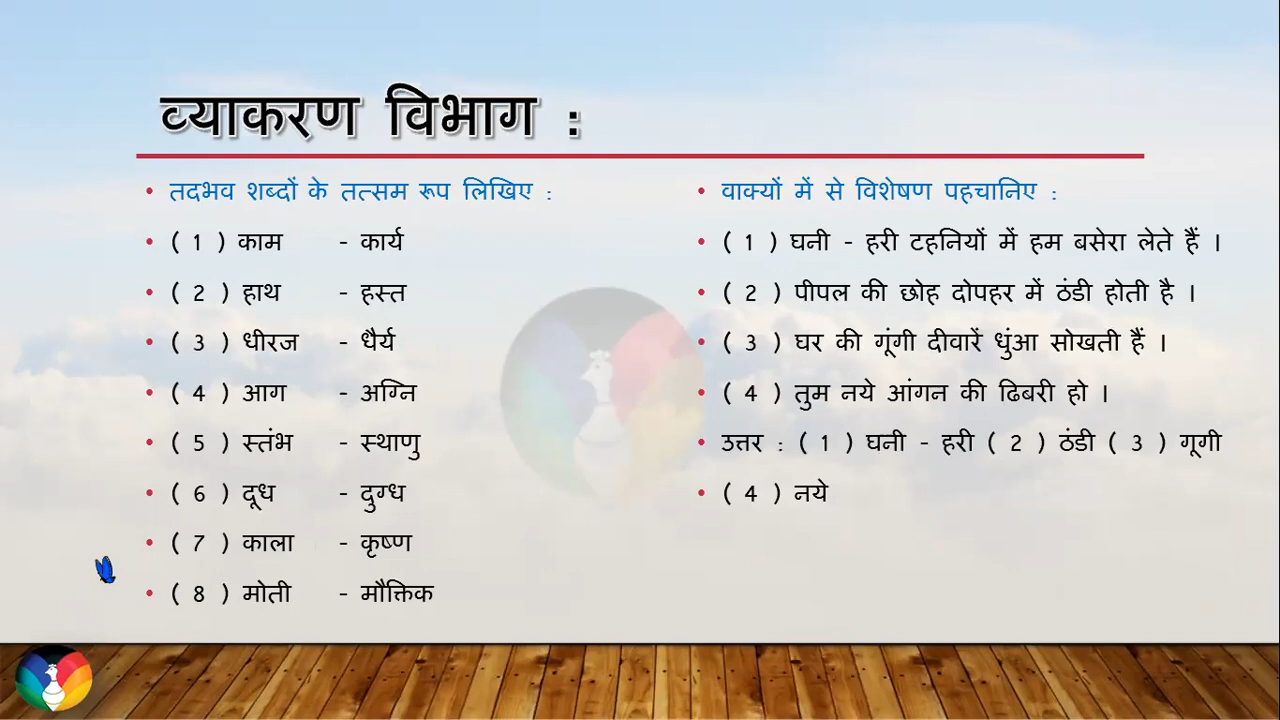 व्याकरण विभाग :
• तदभव शब्दों के तत्सम रूप लिखिए :
• ( 1 ) काम - कार्य
• ( 2 ) हाथ - हस्त
• ( 3 ) धीरज - धैर्य
• ( 4 ) आग - अग्नि
• ( 5 ) स्तंभ - स्थाणु
• ( 6 ) दूध - दुग्ध
• ( 7 ) काला - कृष्ण
• ( 8 ) मोती - मौक्तिक
• वाक्यों में से विशेषण पहचानिए :
• ( 1 ) घनी - हरी टहनियों में हम बसेरा लेते हैं ।
• ( 2 ) पीपल की छोह दोपहर में ठंडी होती है ।
• ( 3 ) घर की गूंगी दीवारें धुंआ सोखती हैं ।
• ( 4 ) तुम नये आंगन की ढिबरी हो ।
• उत्तर : ( 1 ) घनी - हरी ( 2 ) ठंडी ( 3 ) गूगी
• ( 4 ) नये